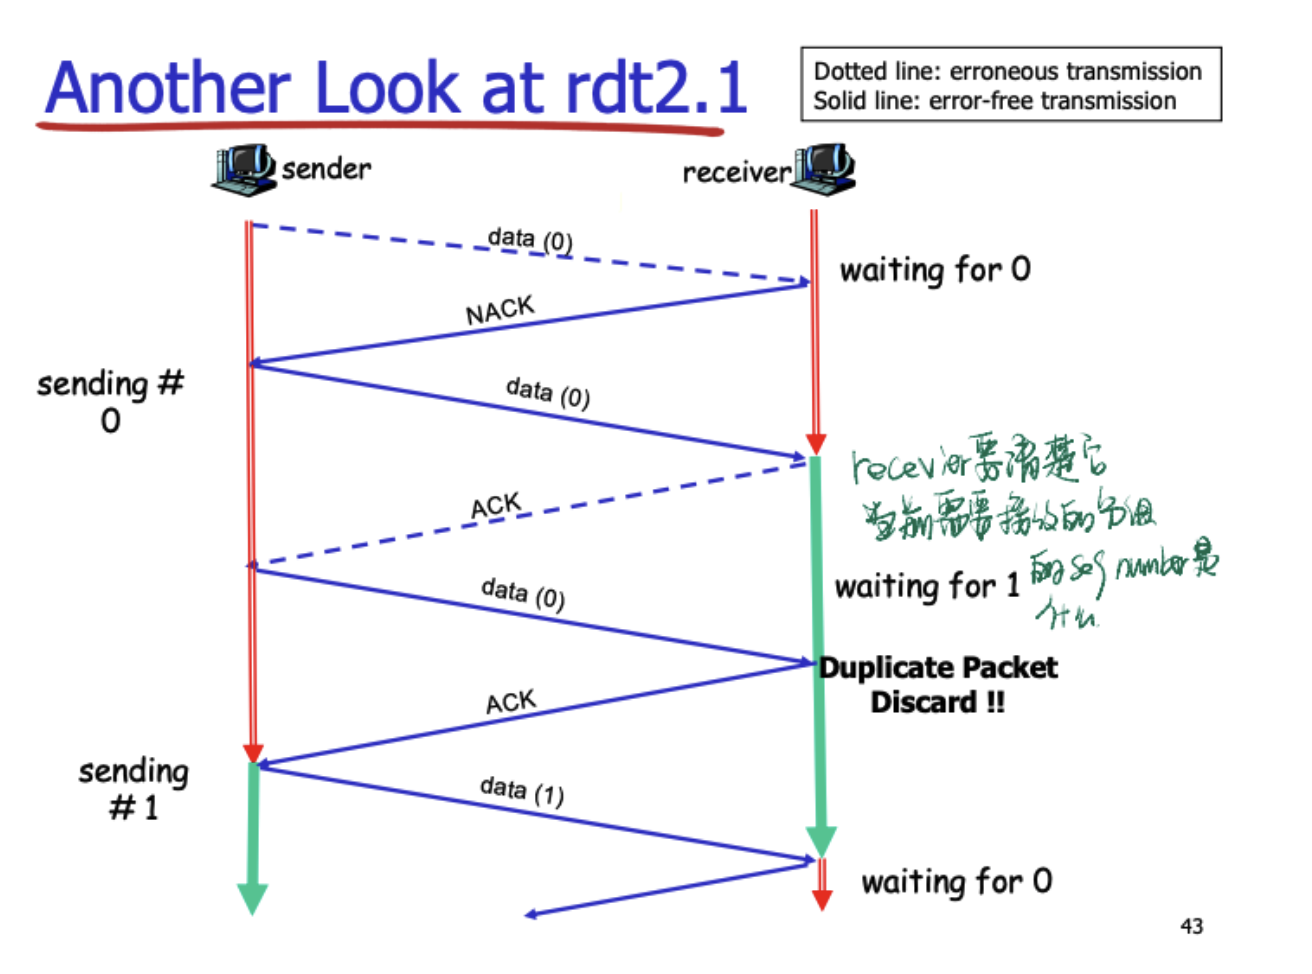 Another Look at rdt2.1
Dotted line: erroneous transmission
Solid line: error-free transmission
sender
receiver
data (0)
waiting for 0
NACK
sending #
0
data (0)
recevier要清楚它
当前需要接收的分组
的seq number是
什么
ACK
waiting for 1
data (0)
Duplicate Packet
Discard !!
ACK
sending
# 1
data (1)
waiting for 0
43